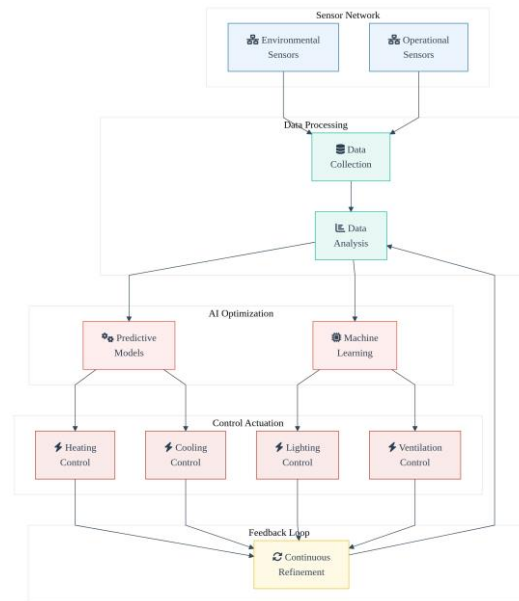 Sensor Network
Environmental
Sensors
Operational
Sensors
Data Processing
Data
Collection
Data
Analysis
AI Optimization
Predictive
Models
Machine
Learning
Control Actuation
Heating
Control
Cooling
Control
Lighting
Control
Ventilation
Control
Feedback Loop
Continuous
Refinement